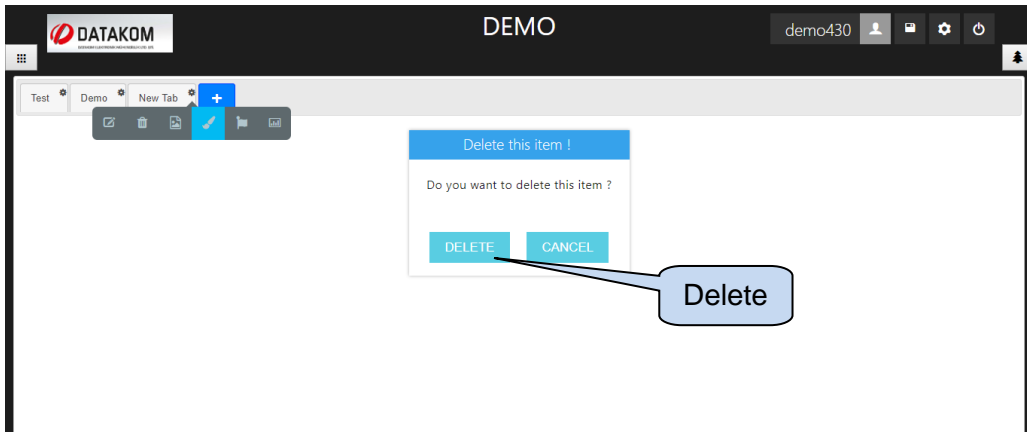 DATAKOM
DEMO
demo430
Test
Demo
New Tab
+
Delete this item !
Do you want to delete this item ?
DELETE
CANCEL
Delete